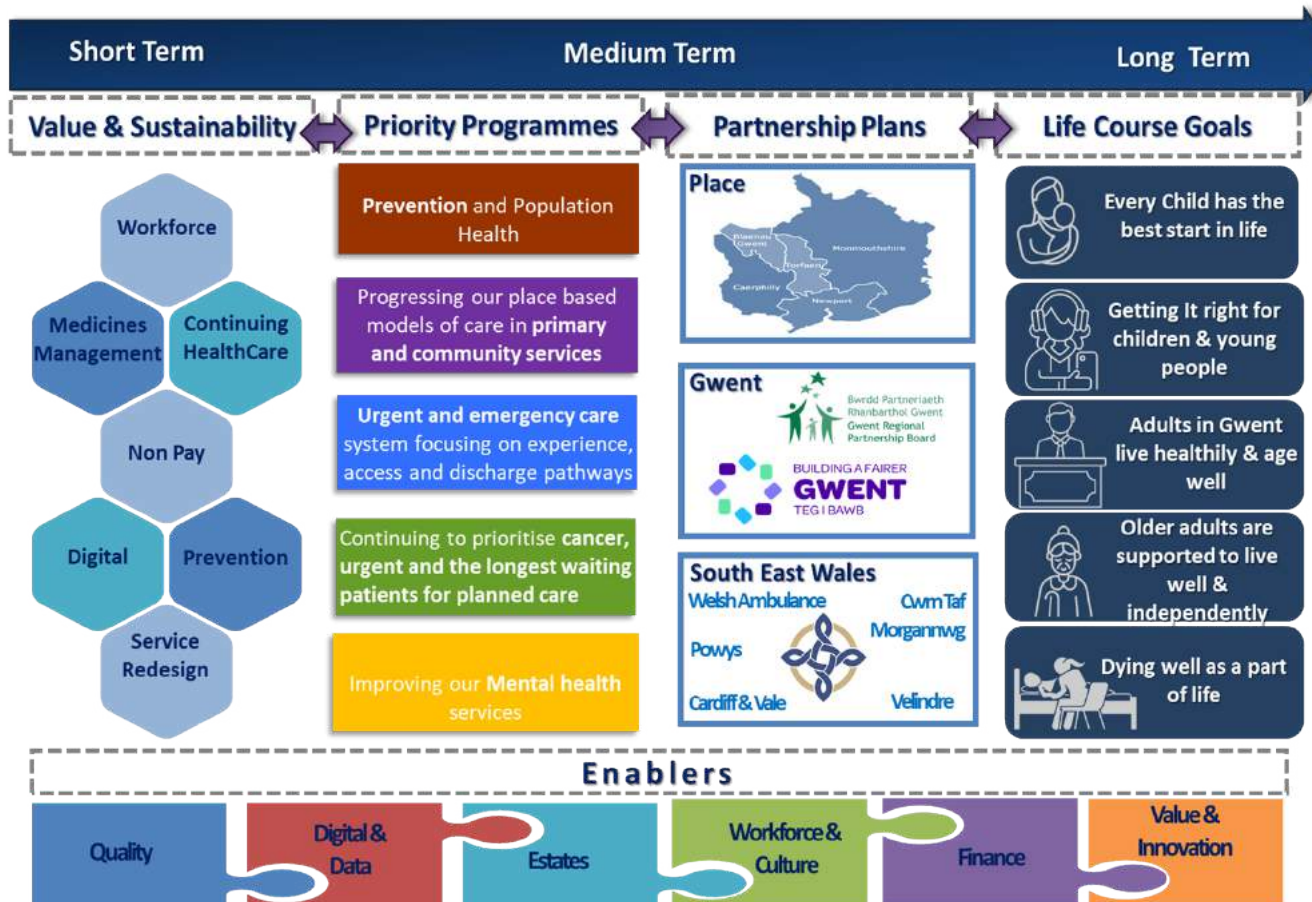 Short Term
Medium Term
Long Term
Value & Sustainability
Priority Programmes
Partnership Plans
Life Course Goals
Workforce
Medicines
Management
Continuing
HealthCare
Non Pay
Digital
Prevention
Service
Redesign
Prevention and Population
Health
Progressing our place based
models of care in primary
and community services
Urgent and emergency care
system focusing on experience,
access and discharge pathways
Continuing to prioritise cancer,
urgent and the longest waiting
patients for planned care
Improving our Mental health
services
Place
Blaenau
Gwent
Torfaen
Monmouthshire
Caerphilly
Newport
Gwent
Bwrdd Partneriaeth
Rhanbarthol Gwent
Gwent Regional
Partnership Board
BUILDING A FAIRER
GWENT
TEG I BAWB
South East Wales
Welsh Ambulance
Cwm Taf
Morgannwg
Powys
Cardiff & Vale
Velindre
Every Child has the
best start in life
Getting It right for
children & young
people
Adults in Gwent
live healthily & age
well
Older adults are
supported to live
well &
independently
Dying well as a part
of life
Enablers
Quality
Digital &
Data
Estates
Workforce &
Culture
Finance
Value &
Innovation